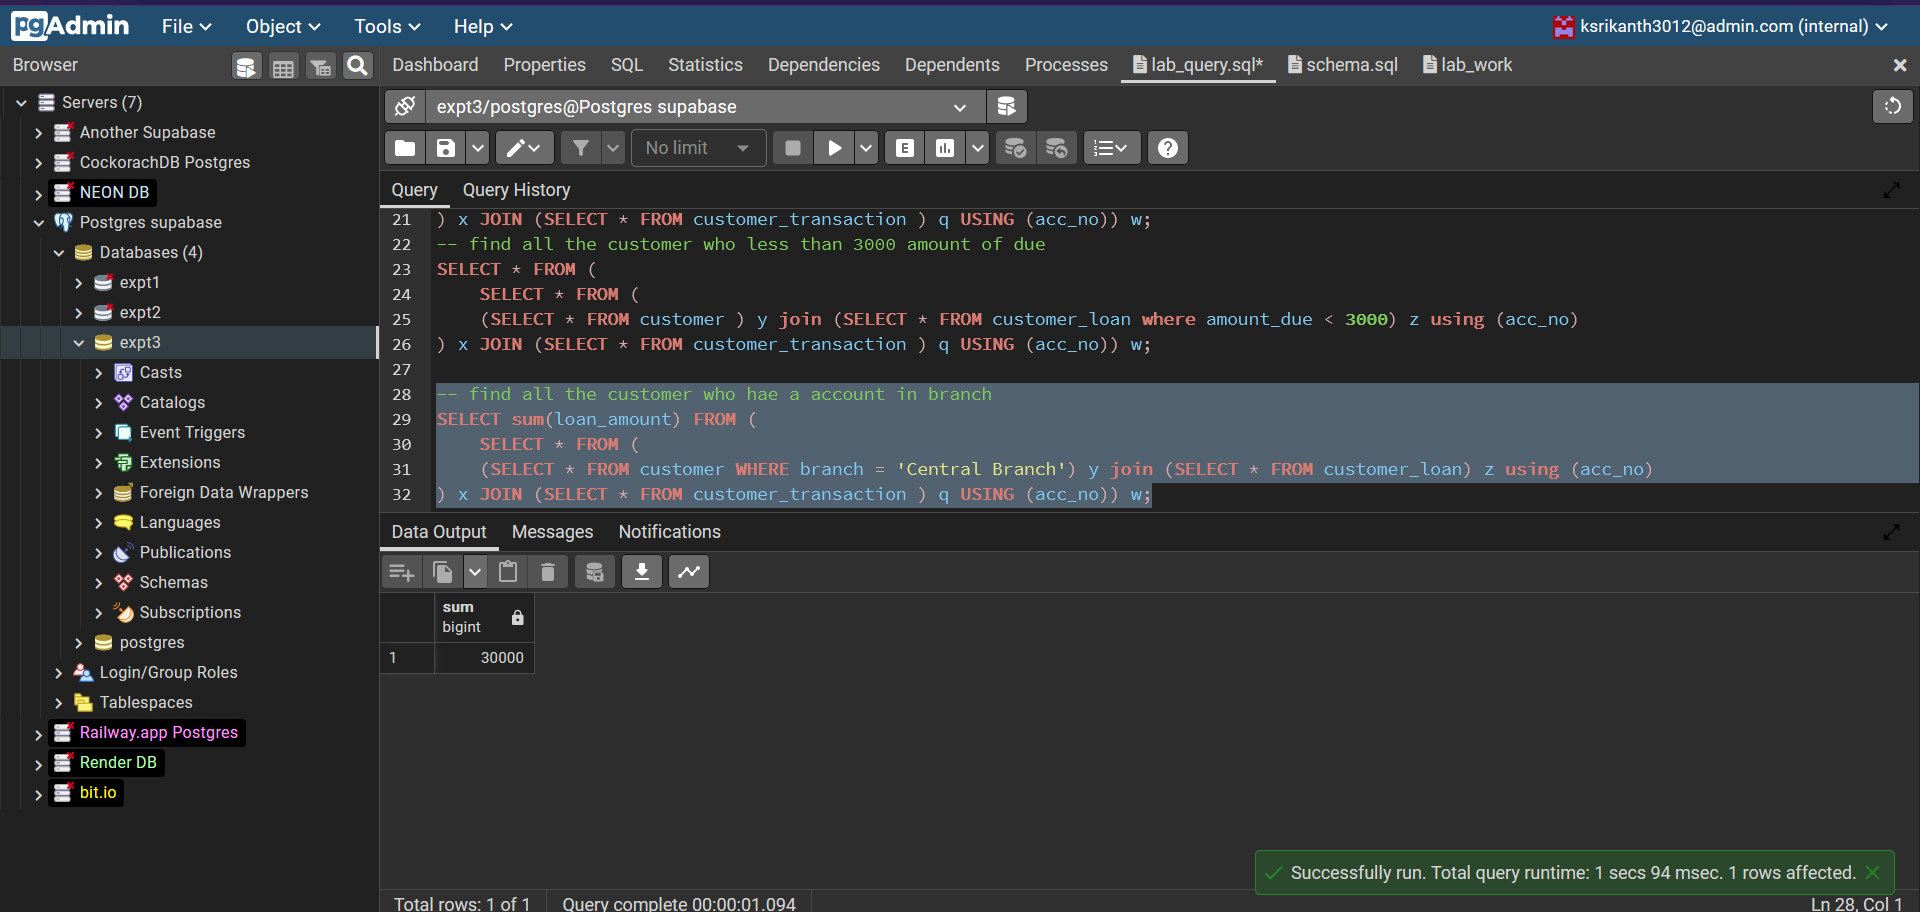 pgAdmin File Object Tools Help ksrikanth3012@admin.com (internal)
Browser
Dashboard Properties SQL Statistics Dependencies Dependents Processes lab_query.sql* schema.sql lab_work
Servers (7)
Another Supabase
CockorachDB Postgres
NEON DB
Postgres supabase
Databases (4)
expt1
expt2
expt3
Casts
Catalogs
Event Triggers
Extensions
Foreign Data Wrappers
Languages
Publications
Schemas
Subscriptions
postgres
Login/Group Roles
Tablespaces
Railway.app Postgres
Render DB
bit.io
expt3/postgres@Postgres supabase
No limit
E
Query Query History
21 ) x JOIN (SELECT * FROM customer_transaction ) q USING (acc_no)) w;
22 -- find all the customer who less than 3000 amount of due
23 SELECT * FROM (
24 SELECT * FROM (
25 (SELECT * FROM customer ) y join (SELECT * FROM customer_loan where amount_due < 3000) z using (acc_no)
26 ) x JOIN (SELECT * FROM customer_transaction ) q USING (acc_no)) w;
27
28 -- find all the customer who hae a account in branch
29 SELECT sum(loan_amount) FROM (
30 SELECT * FROM (
31 (SELECT * FROM customer WHERE branch = 'Central Branch') y join (SELECT * FROM customer_loan) z using (acc_no)
32 ) x JOIN (SELECT * FROM customer_transaction ) q USING (acc_no)) w;
Data Output Messages Notifications
sum
bigint
1 30000
Successfully run. Total query runtime: 1 secs 94 msec. 1 rows affected.
Total rows: 1 of 1 Query complete 00:00:01.094 Ln 28, Col 1